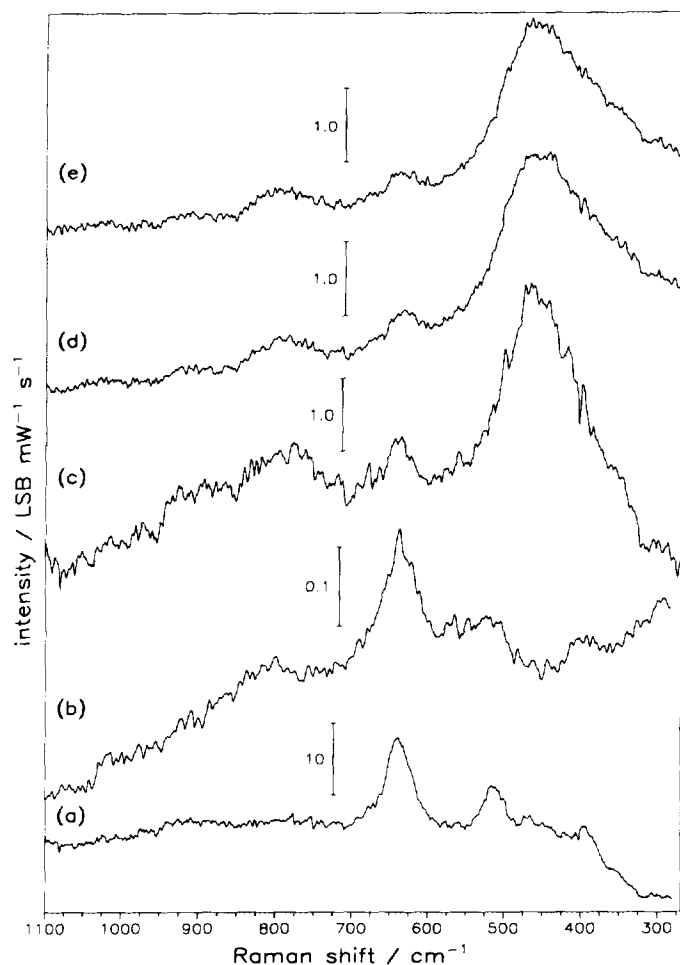 1.0
(e)
1.0
(d)
1.0
(c)
0.1
(b)
10
(a)
intensity / LSB mW⁻¹ s⁻¹
1100 1000 900 800 700 600 500 400 300
Raman shift / cm⁻¹